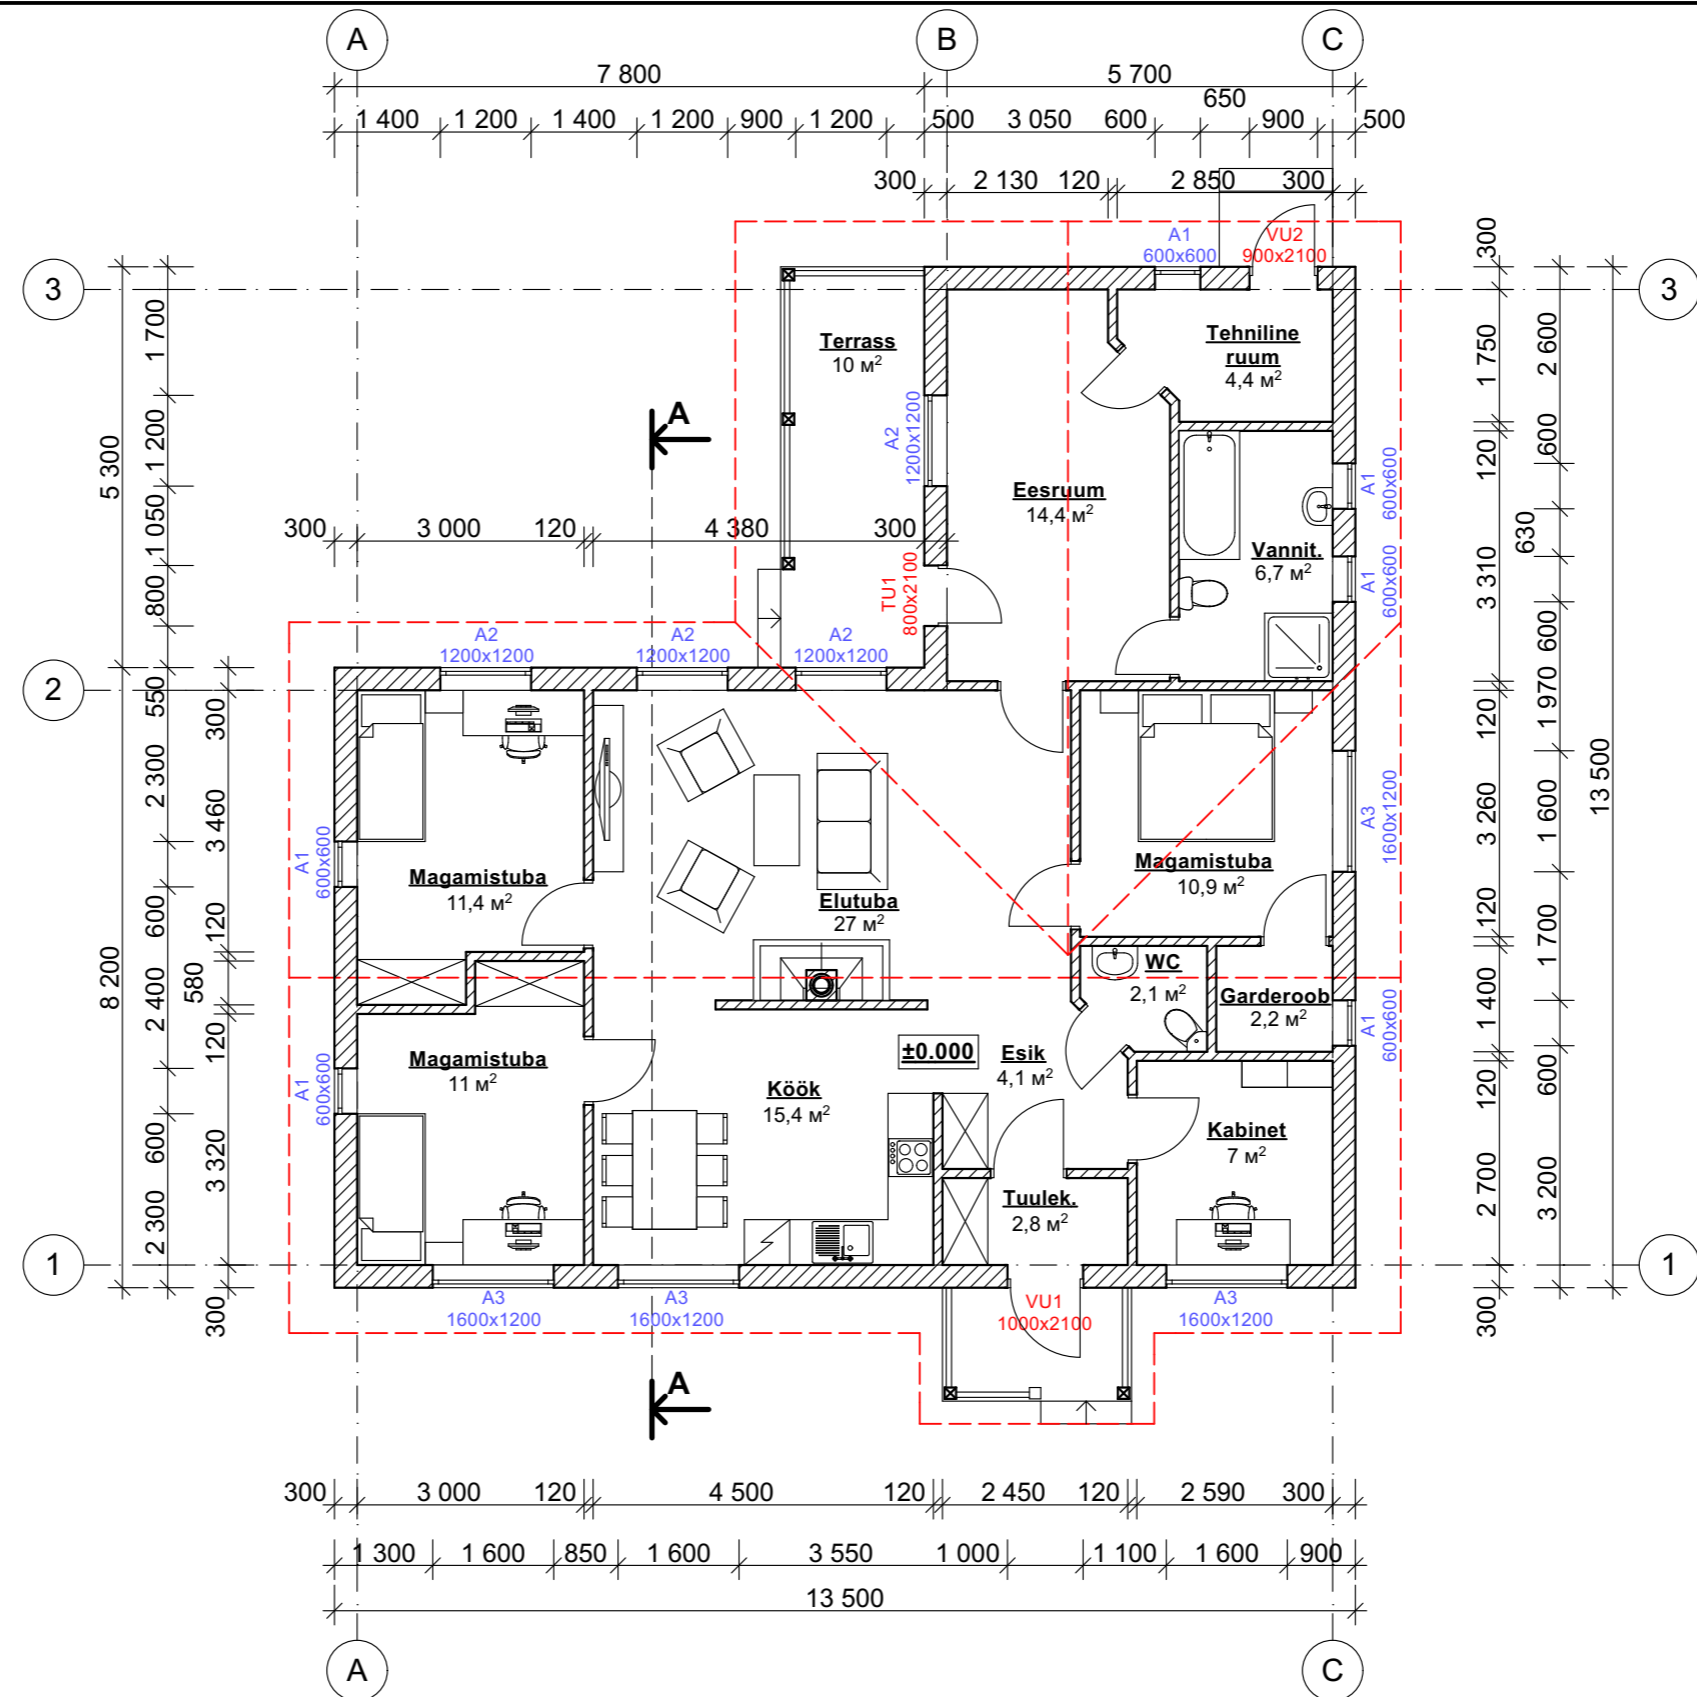 A
B
C
7 800
5 700
650
1 400
1 200
1 400
1 200
900
1 200
500
3 050
600
900
500
300
2 130
120
2 850
300
A1
600x600
VU2
900x2100
3
3
Terrass
10 м²
Tehniline
ruum
4,4 м²
A
A2
1200x1200
Eesruum
14,4 м²
Vannit.
6,7 м²
A1
600x600
A1
600x600
300
3 000
120
4 380
300
TU1
800x2100
A2
1200x1200
A2
1200x1200
A2
1200x1200
2
Magamistuba
11,4 м²
Elutuba
27 м²
Magamistuba
10,9 м²
A3
1600x1200
A1
600x600
WC
2,1 м²
Garderoob
2,2 м²
A1
600x600
±0.000
Esik
4,1 м²
Magamistuba
11 м²
A1
600x600
Köök
15,4 м²
Kabinet
7 м²
Tuulek.
2,8 м²
1
1
A3
1600x1200
A3
1600x1200
VU1
1000x2100
A3
1600x1200
A
5 300
8 200
1 700
1 200
1 050
800
550
2 300
600
2 400
600
2 300
300
3 460
120
580
120
3 320
300
300
1 750
120
3 310
120
3 260
120
1 400
120
2 700
300
2 600
600
630
600
1 970
1 600
1 700
600
3 200
13 500
300
3 000
120
4 500
120
2 450
120
2 590
300
1 300
1 600
850
1 600
3 550
1 000
1 100
1 600
900
13 500
A
C